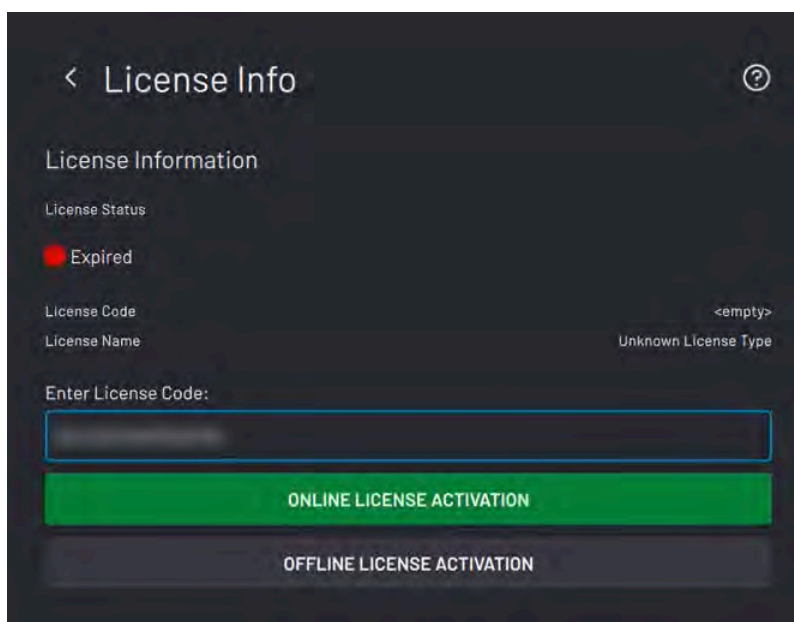 License Info
License Information
License Status
Expired
License Code <empty>
License Name Unknown License Type
Enter License Code:
ONLINE LICENSE ACTIVATION
OFFLINE LICENSE ACTIVATION